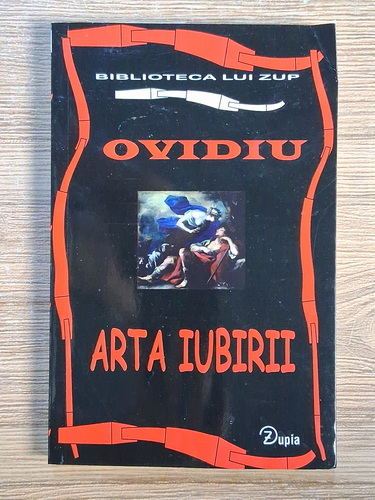 BIBLIOTECA LUI ZUP
OVIDIU
ARTA IUBIRII
Zupia